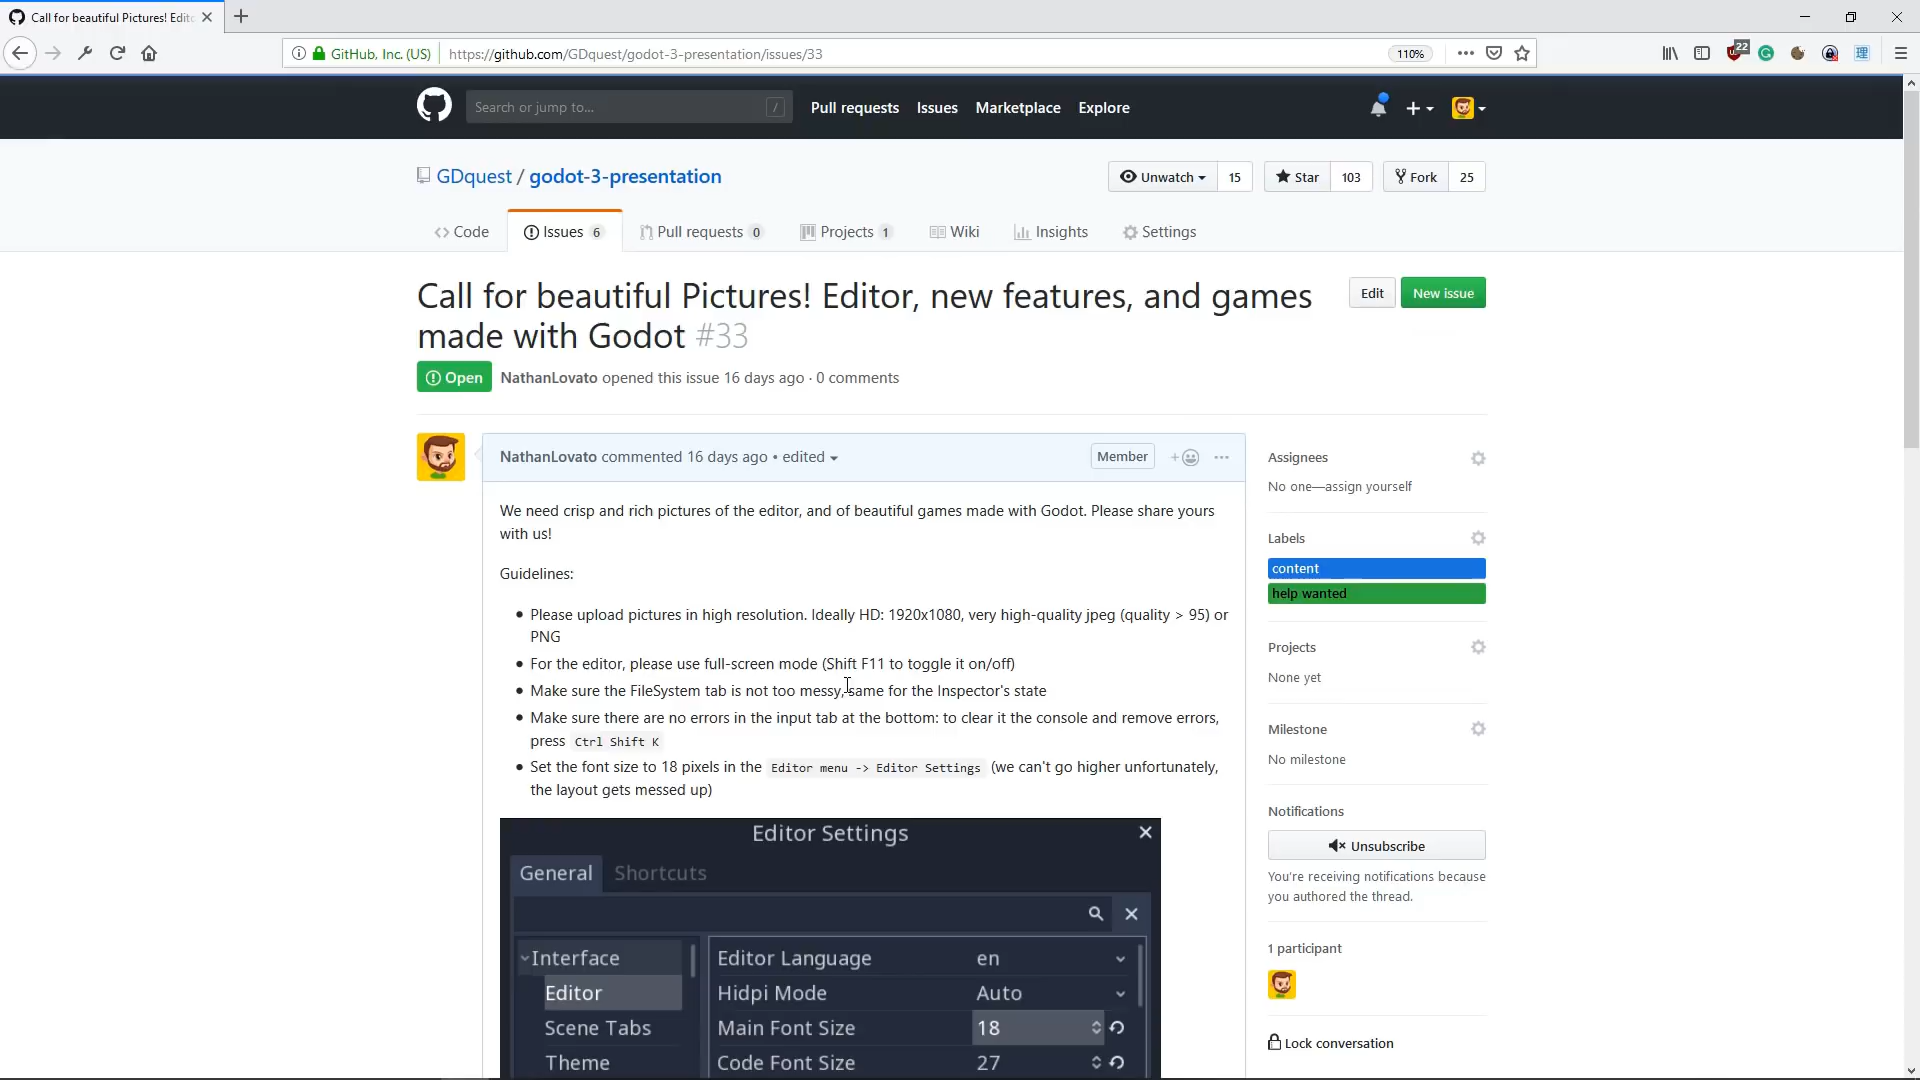 Call for beautiful Pictures! Edito
GitHub, Inc. (US) https://github.com/GDquest/godot-3-presentation/issues/33 110% 22
Search or jump to... / Pull requests Issues Marketplace Explore
GDquest / godot-3-presentation Unwatch 15 Star 103 Fork 25
Code Issues 6 Pull requests 0 Projects 1 Wiki Insights Settings
Call for beautiful Pictures! Editor, new features, and games
made with Godot #33
Edit New issue
Open NathanLovato opened this issue 16 days ago · 0 comments
NathanLovato commented 16 days ago • edited Member
We need crisp and rich pictures of the editor, and of beautiful games made with Godot. Please share yours
with us!
Guidelines:
• Please upload pictures in high resolution. Ideally HD: 1920x1080, very high-quality jpeg (quality > 95) or
PNG
• For the editor, please use full-screen mode (Shift F11 to toggle it on/off)
• Make sure the FileSystem tab is not too messy, same for the Inspector's state
• Make sure there are no errors in the input tab at the bottom: to clear it the console and remove errors,
press Ctrl Shift K
• Set the font size to 18 pixels in the Editor menu -> Editor Settings (we can't go higher unfortunately,
the layout gets messed up)
Editor Settings
General Shortcuts
Interface
Editor
Scene Tabs
Theme
Editor Language en
Hidpi Mode Auto
Main Font Size 18
Code Font Size 27
Assignees
No one—assign yourself
Labels
content
help wanted
Projects
None yet
Milestone
No milestone
Notifications
Unsubscribe
You're receiving notifications because
you authored the thread.
1 participant
Lock conversation